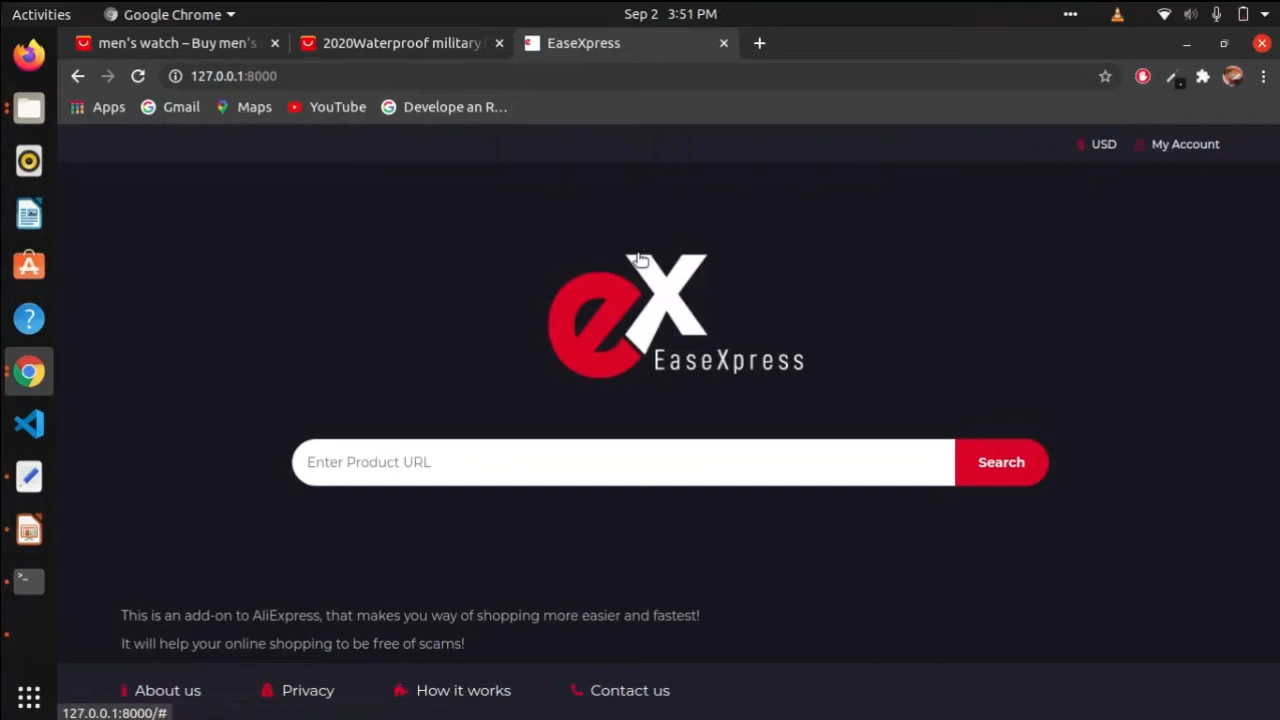 Activities
Google Chrome
Sep 2 3:51 PM
men's watch – Buy men's
2020Waterproof military
EaseXpress
127.0.0.1:8000
Apps
Gmail
Maps
YouTube
Develope an R...
USD
My Account
ex
EaseXpress
Enter Product URL
Search
This is an add-on to AliExpress, that makes you way of shopping more easier and fastest!
It will help your online shopping to be free of scams!
About us
Privacy
How it works
Contact us
127.0.0.1:8000/#